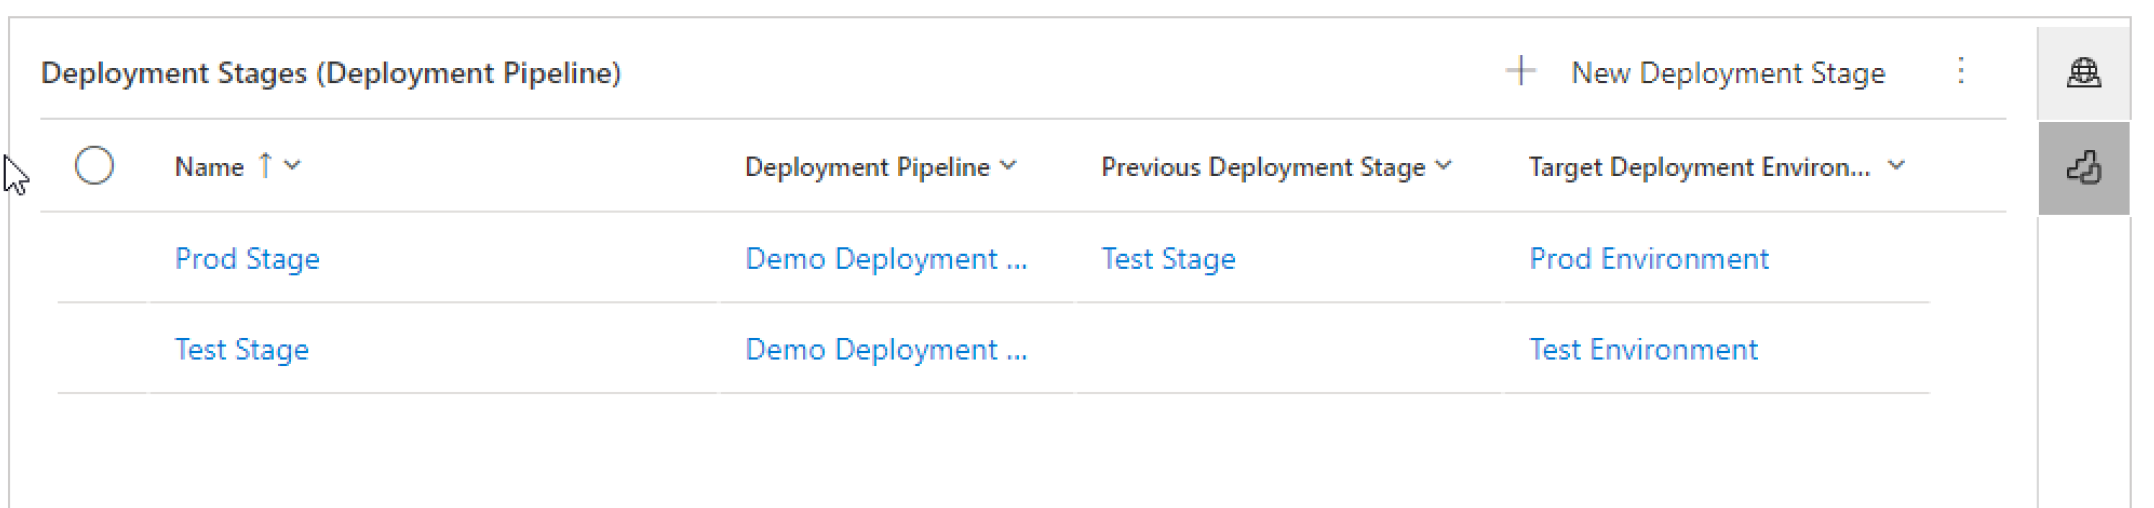 Deployment Stages (Deployment Pipeline) New Deployment Stage
Name Deployment Pipeline Previous Deployment Stage Target Deployment Environ...
Prod Stage Demo Deployment ... Test Stage Prod Environment
Test Stage Demo Deployment ... Test Environment